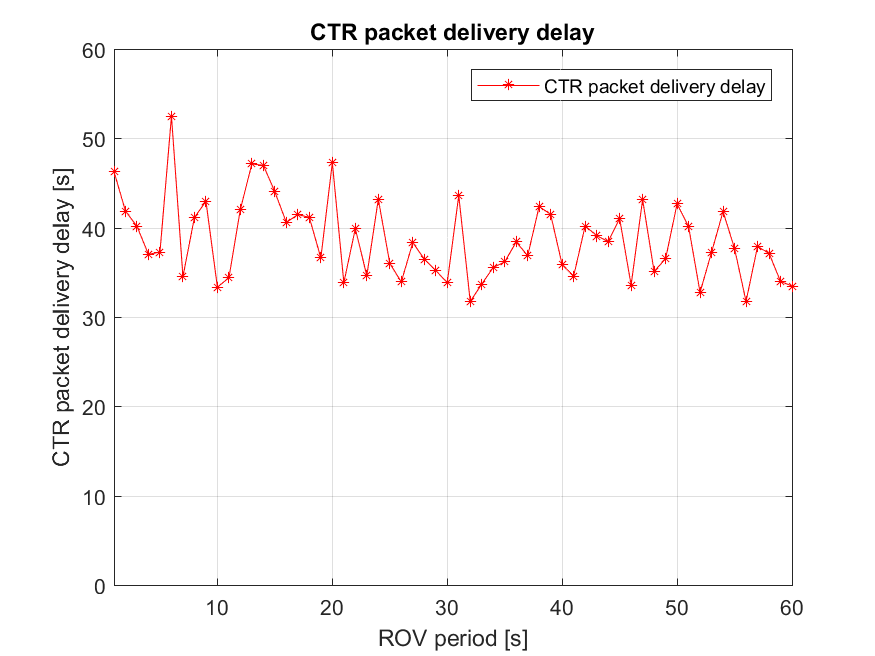 CTR packet delivery delay
CTR packet delivery delay
60
50
40
30
20
10
0
CTR packet delivery delay [s]
10 20 30 40 50 60
ROV period [s]